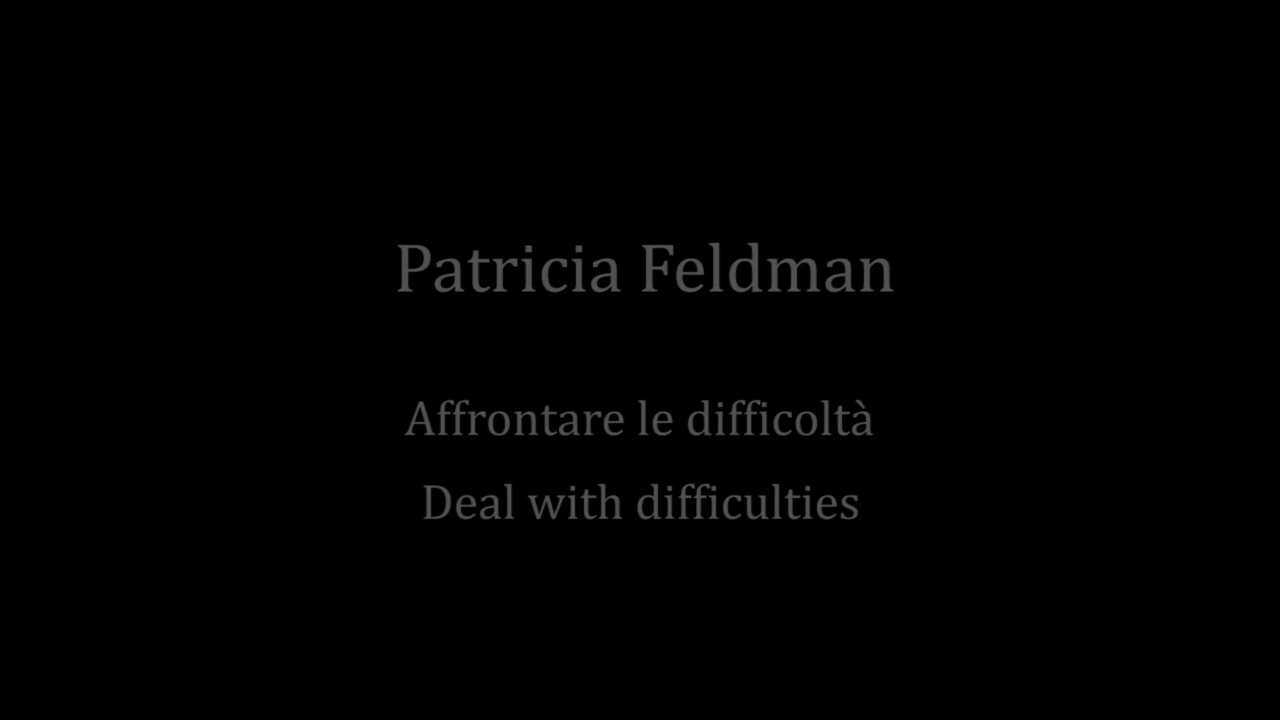 Patricia Feldman
Affrontare le difficoltà
Deal with difficulties